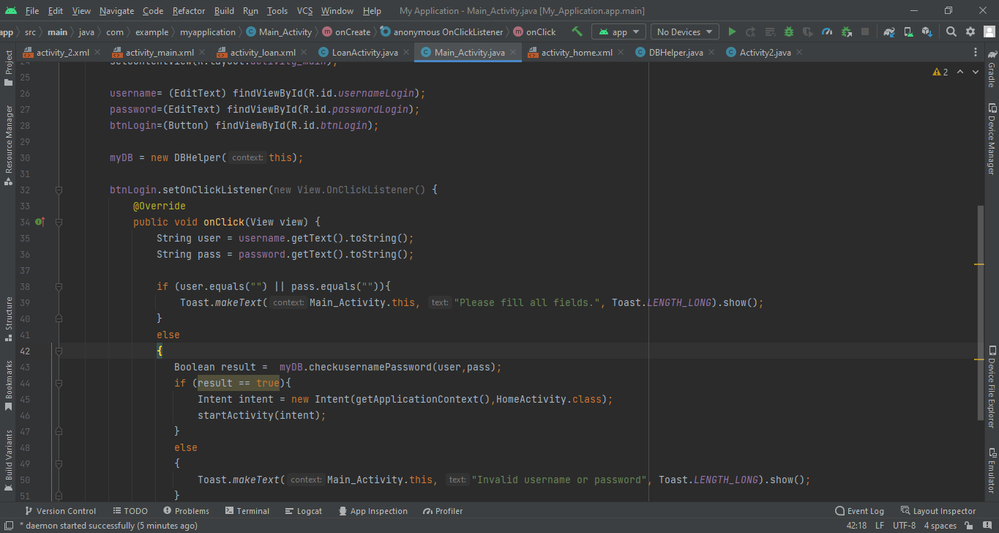 File Edit View Navigate Code Refactor Build Run Tools VCS Window Help My Application - Main_Activity.java [My_Application.app.main]
app src main java com example myapplication Main_Activity onCreate anonymous OnClickListener onClick app No Devices
activity_2.xml activity_main.xml activity_loan.xml LoanActivity.java Main_Activity.java activity_home.xml DBHelper.java Activity2.java
24 setContentView(R.layout.activity_main);
25
26 username= (EditText) findViewById(R.id.usernameLogin);
27 password=(EditText) findViewById(R.id.passwordLogin);
28 btnLogin=(Button) findViewById(R.id.btnLogin);
29
30 myDB = new DBHelper( context: this);
31
32 btnLogin.setOnClickListener(new View.OnClickListener() {
33 @Override
34 public void onClick(View view) {
35 String user = username.getText().toString();
36 String pass = password.getText().toString();
37
38 if (user.equals("") || pass.equals("")){
39 Toast.makeText( context: Main_Activity.this, text: "Please fill all fields.", Toast.LENGTH_LONG).show();
40 }
41 else
42 {
43 Boolean result =  myDB.checkusernamePassword(user,pass);
44 if (result == true){
45 Intent intent = new Intent(getApplicationContext(),HomeActivity.class);
46 startActivity(intent);
47 }
48 else
49 {
50 Toast.makeText( context: Main_Activity.this, text: "Invalid username or password", Toast.LENGTH_LONG).show();
51 }
2
Project
Resource Manager
Structure
Bookmarks
Build Variants
Gradle
Device Manager
Device File Explorer
Emulator
Version Control TODO Problems Terminal Logcat App Inspection Profiler Event Log Layout Inspector
* daemon started successfully (5 minutes ago) 42:18 LF UTF-8 4 spaces